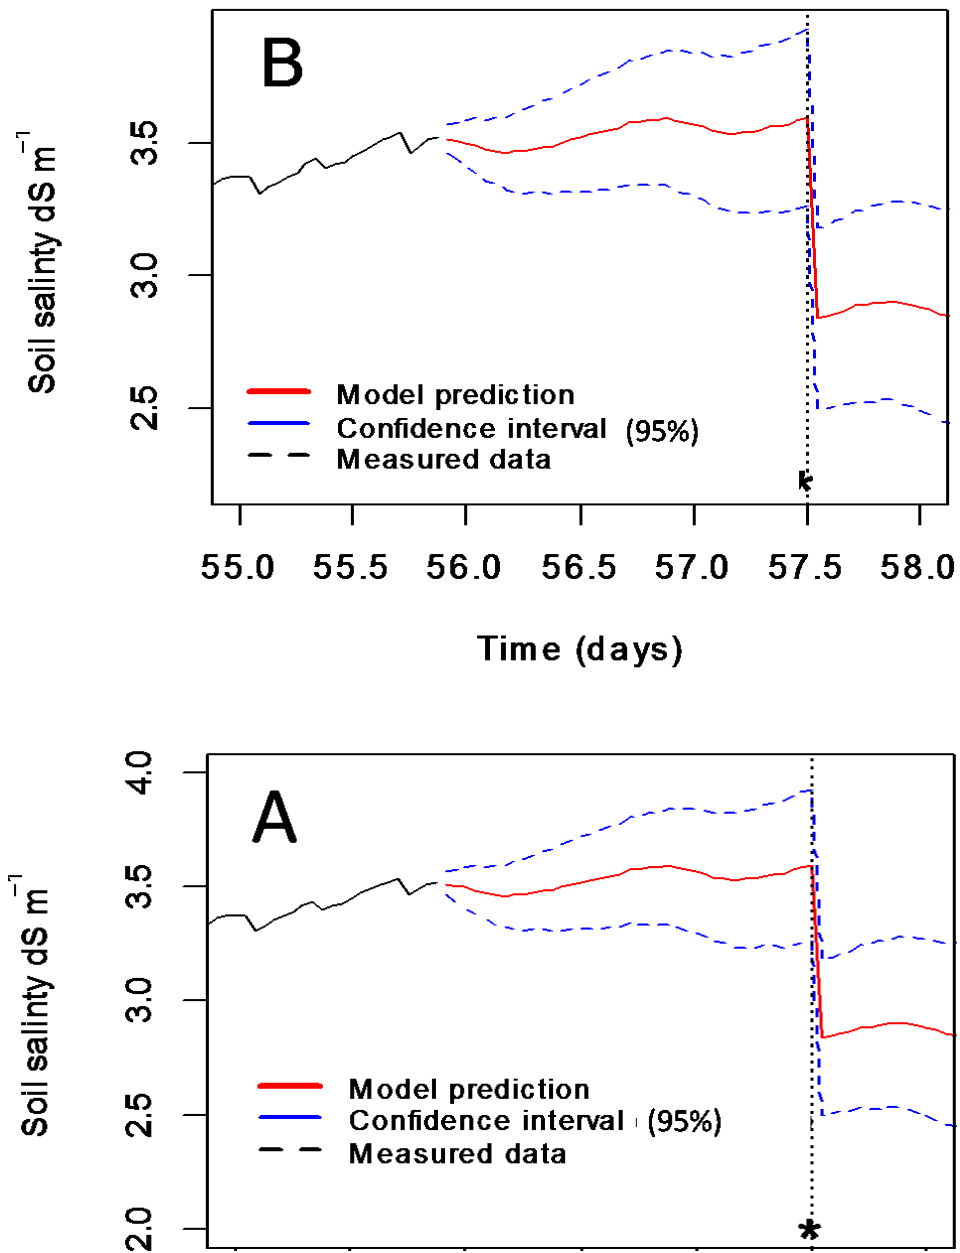 B
Soil salinity dS m⁻¹
3.5
3.0
2.5
Model prediction
Confidence interval (95%)
Measured data
*
55.0 55.5 56.0 56.5 57.0 57.5 58.0
Time (days)
A
Soil salinity dS m⁻¹
4.0
3.5
3.0
2.5
2.0
Model prediction
Confidence interval (95%)
Measured data
*